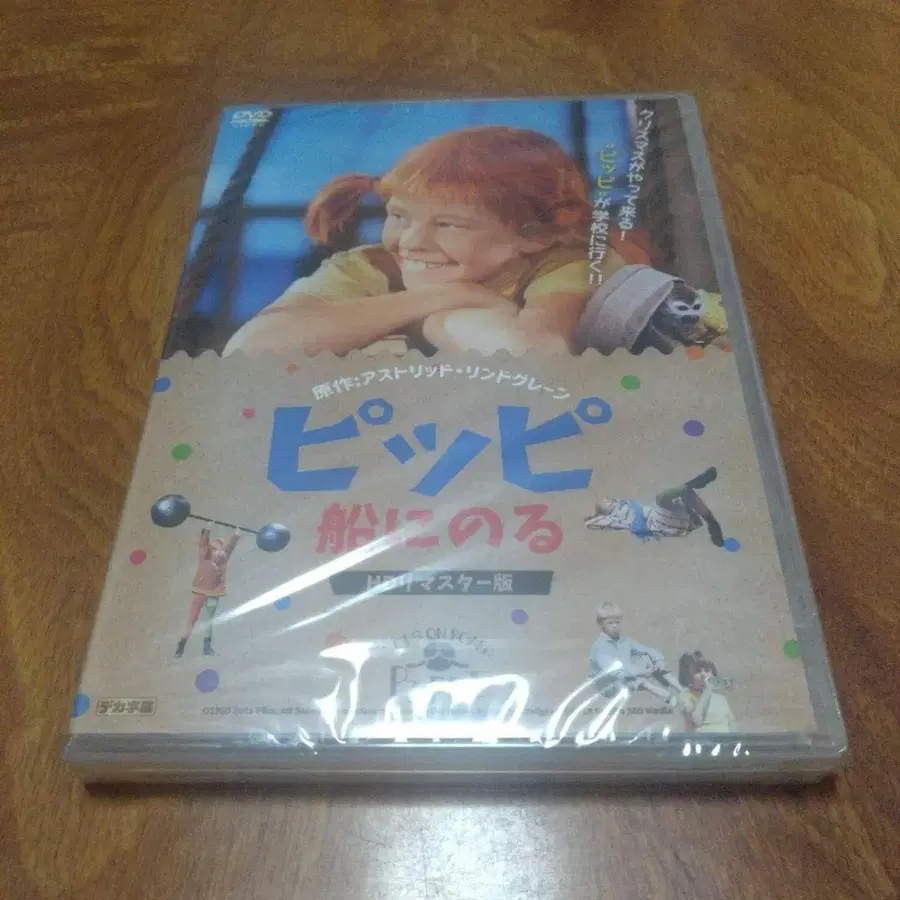 DVD
VIDEO
クリスマスがやって来る!
ピッピが学校に行く!!
原作:アストリッド・リンドグレーン
ピッピ
船にのる
HDリマスター版
デカ字幕